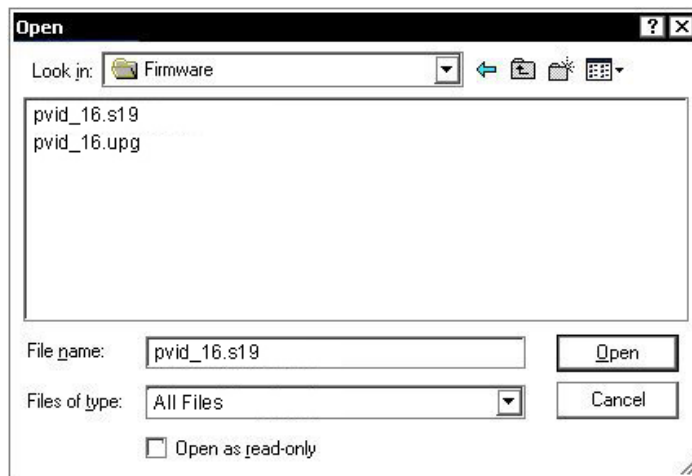 Open
Look in: Firmware
pvid_16.s19
pvid_16.upg
File name: pvid_16.s19 Open
Files of type: All Files Cancel
Open as read-only